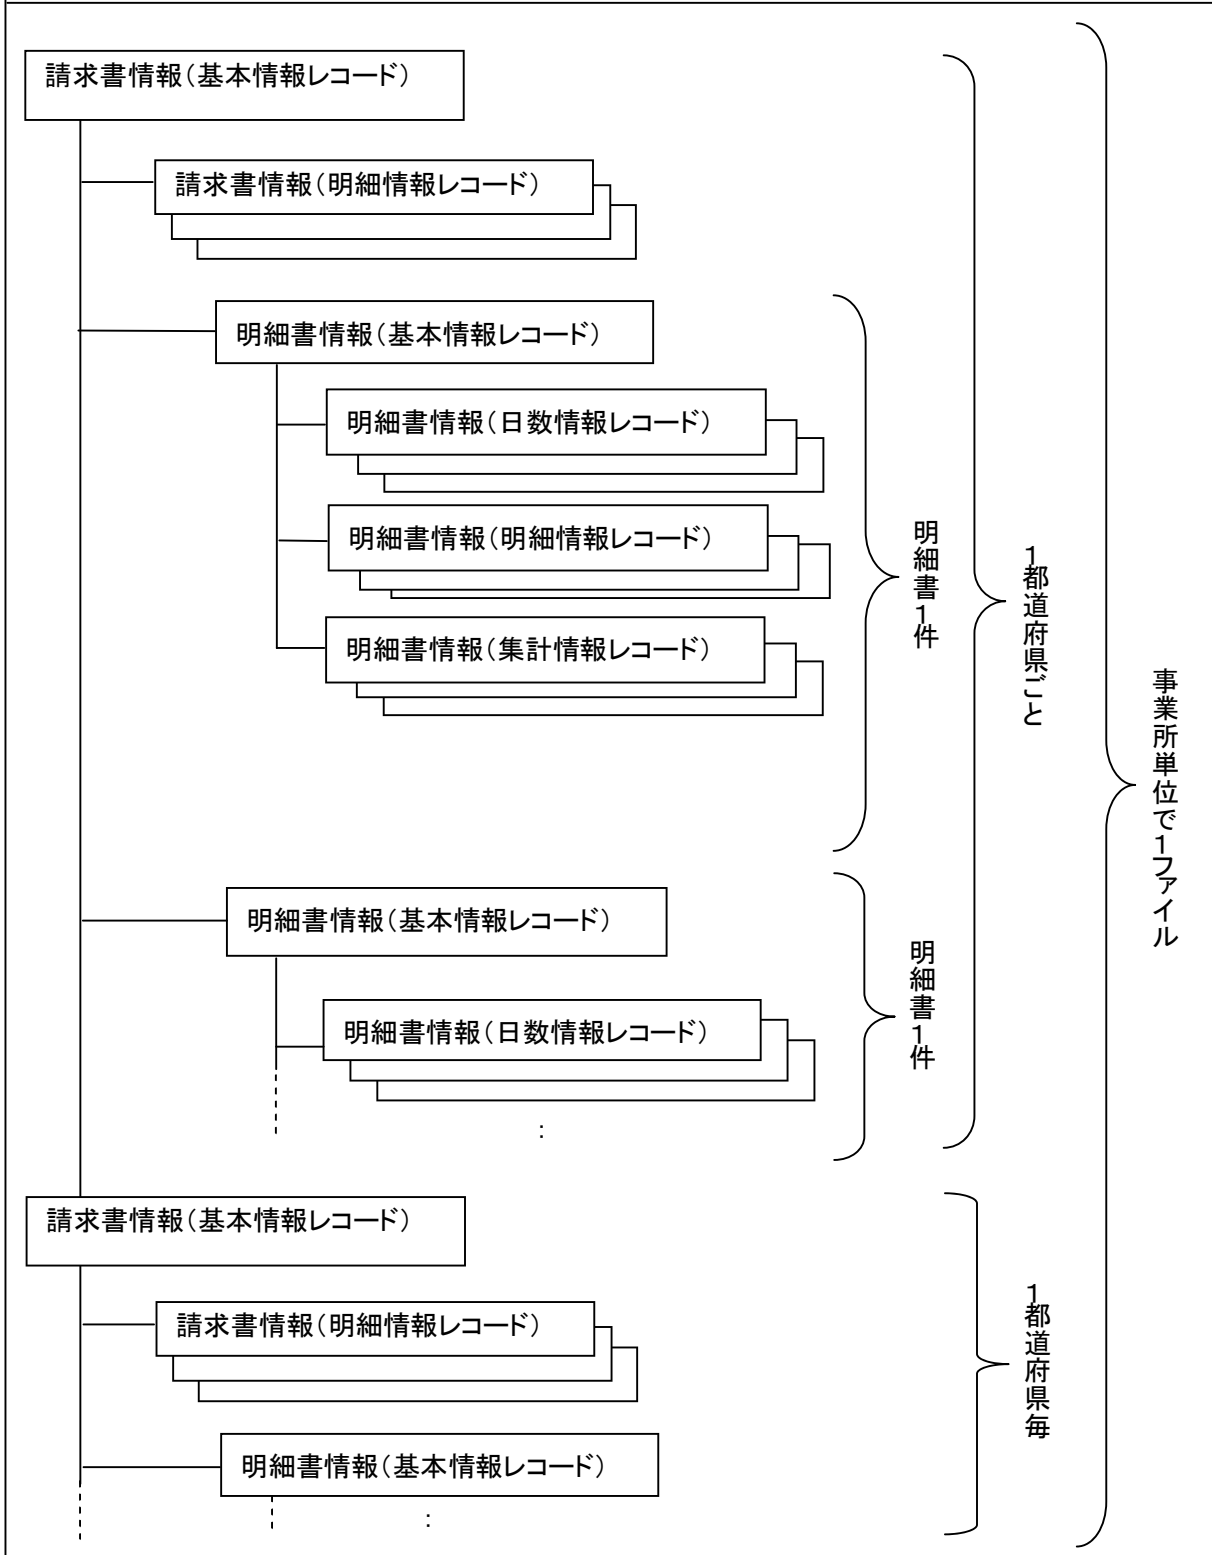 請求書情報(基本情報レコード)
請求書情報(明細情報レコード)
明細書情報(基本情報レコード)
明細書情報(日数情報レコード)
明細書情報(明細情報レコード)
明細書情報(集計情報レコード)
明細書1件
1都道府県ごと
事業所単位で1ファイル
明細書情報(基本情報レコード)
明細書情報(日数情報レコード)
:
明細書1件
請求書情報(基本情報レコード)
請求書情報(明細情報レコード)
明細書情報(基本情報レコード)
:
1都道府県毎